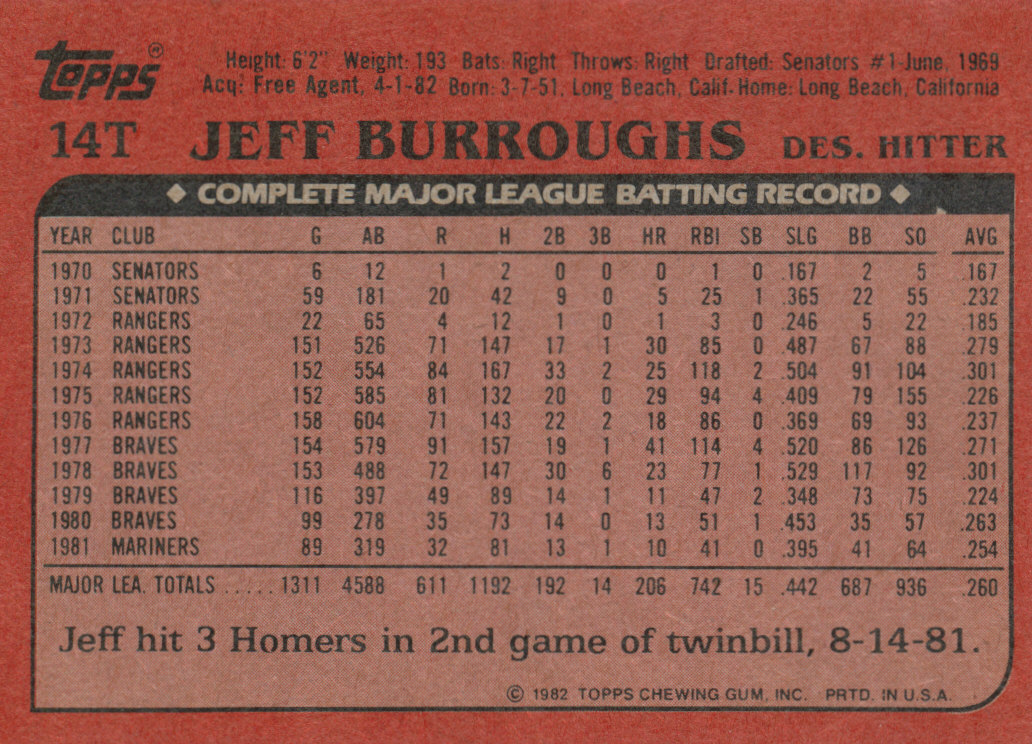 Topps®
Height: 6'2" Weight: 193 Bats: Right Throws: Right Drafted: Senators #1-June, 1969
Acq: Free Agent, 4-1-82 Born: 3-7-51, Long Beach, Calif. Home: Long Beach, California
14T JEFF BURROUGHS DES. HITTER
◆ COMPLETE MAJOR LEAGUE BATTING RECORD ◆
YEAR CLUB G AB R H 2B 3B HR RBI SB SLG BB SO AVG
1970 SENATORS 6 12 1 2 0 0 0 1 0 .167 2 5 .167
1971 SENATORS 59 181 20 42 9 0 5 25 1 .365 22 55 .232
1972 RANGERS 22 65 4 12 1 0 1 3 0 .246 5 22 .185
1973 RANGERS 151 526 71 147 17 1 30 85 0 .487 67 88 .279
1974 RANGERS 152 554 84 167 33 2 25 118 2 .504 91 104 .301
1975 RANGERS 152 585 81 132 20 0 29 94 4 .409 79 155 .226
1976 RANGERS 158 604 71 143 22 2 18 86 0 .369 69 93 .237
1977 BRAVES 154 579 91 157 19 1 41 114 4 .520 86 126 .271
1978 BRAVES 153 488 72 147 30 6 23 77 1 .529 117 92 .301
1979 BRAVES 116 397 49 89 14 1 11 47 2 .348 73 75 .224
1980 BRAVES 99 278 35 73 14 0 13 51 1 .453 35 57 .263
1981 MARINERS 89 319 32 81 13 1 10 41 0 .395 41 64 .254
MAJOR LEA. TOTALS .....1311 4588 611 1192 192 14 206 742 15 .442 687 936 .260
Jeff hit 3 Homers in 2nd game of twinbill, 8-14-81.
© 1982 TOPPS CHEWING GUM, INC. PRTD. IN U.S.A.